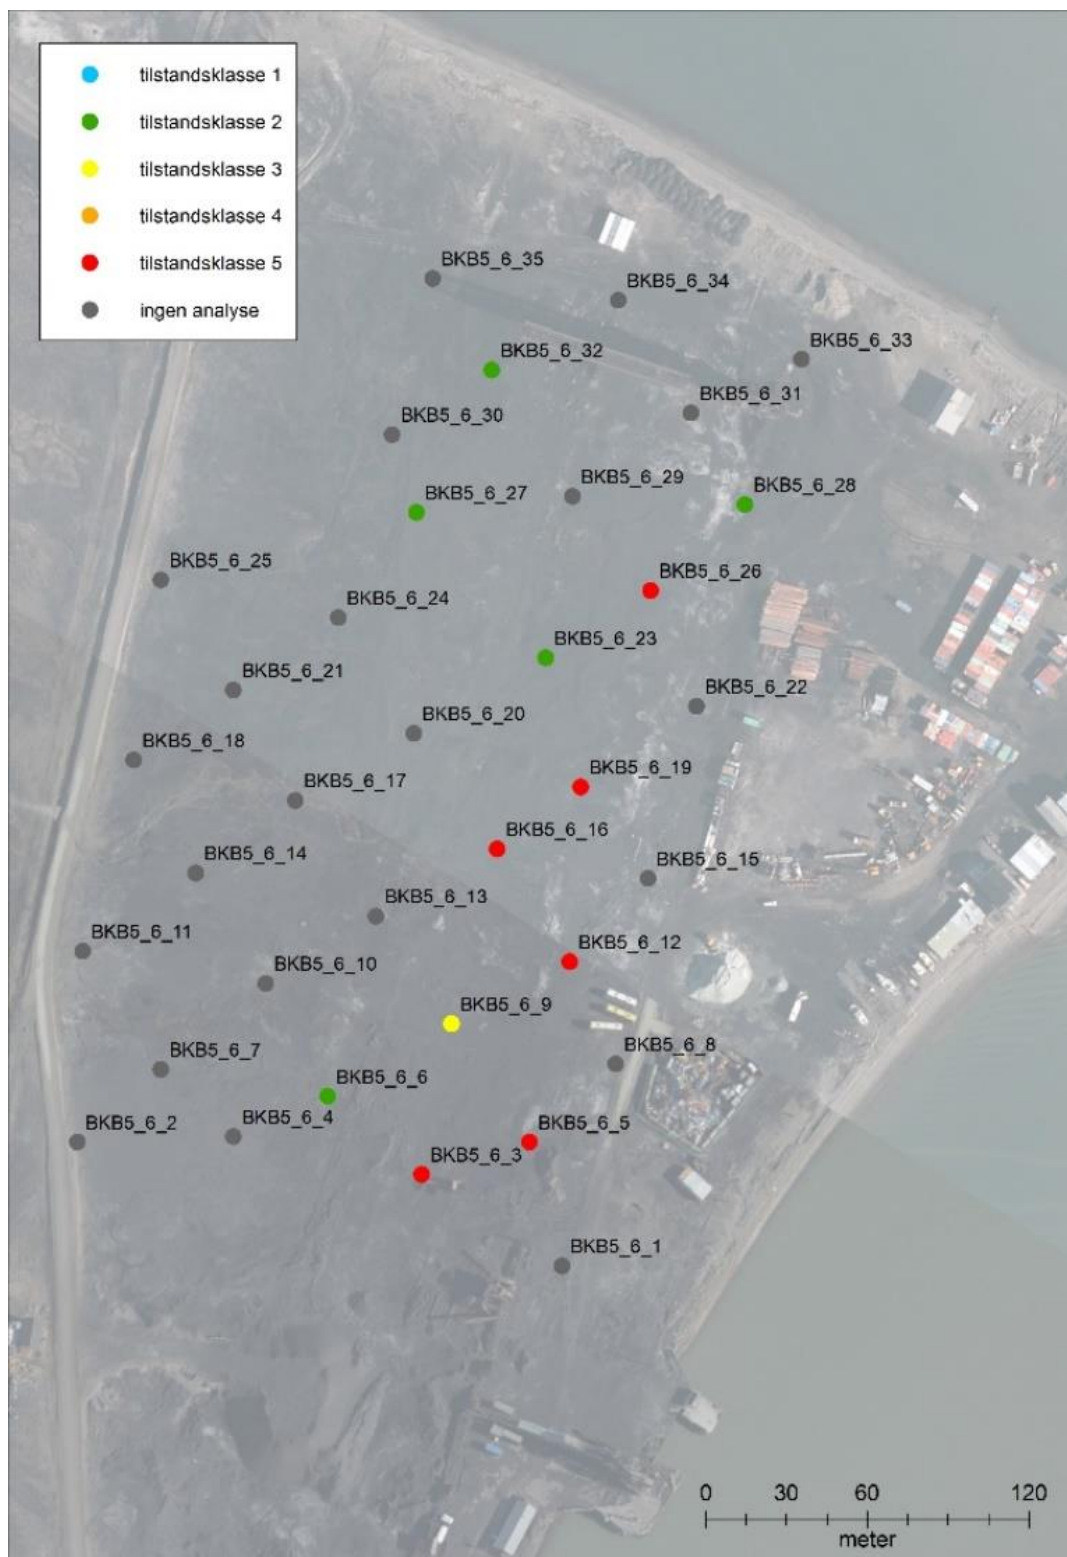 tilstandsklasse 1
tilstandsklasse 2
tilstandsklasse 3
tilstandsklasse 4
tilstandsklasse 5
ingen analyse
BKB5_6_35
BKB5_6_34
BKB5_6_33
BKB5_6_32
BKB5_6_31
BKB5_6_30
BKB5_6_29
BKB5_6_28
BKB5_6_27
BKB5_6_26
BKB5_6_25
BKB5_6_24
BKB5_6_23
BKB5_6_22
BKB5_6_21
BKB5_6_20
BKB5_6_18
BKB5_6_19
BKB5_6_17
BKB5_6_16
BKB5_6_15
BKB5_6_14
BKB5_6_13
BKB5_6_12
BKB5_6_11
BKB5_6_10
BKB5_6_9
BKB5_6_8
BKB5_6_7
BKB5_6_6
BKB5_6_5
BKB5_6_4
BKB5_6_2
BKB5_6_3
BKB5_6_1
0 30 60 120
meter